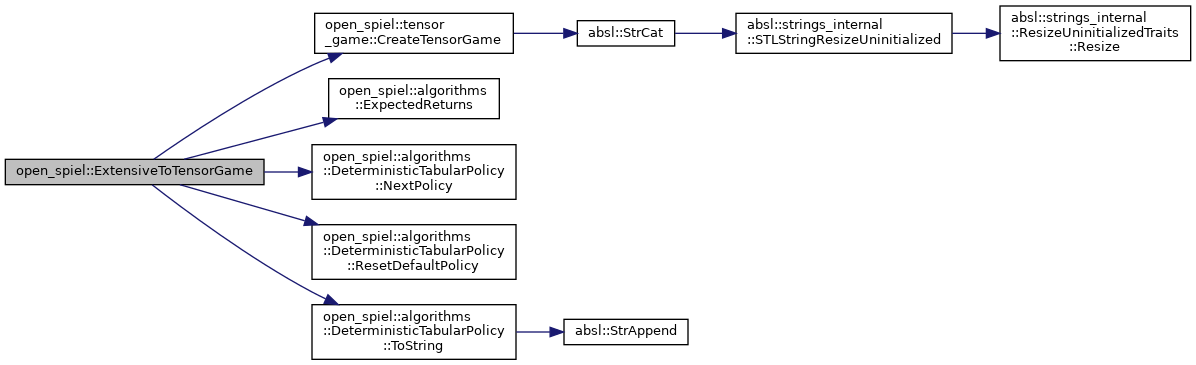 open_spiel::ExtensiveToTensorGame
open_spiel::tensor
_game::CreateTensorGame
absl::StrCat
absl::strings_internal
::STLStringResizeUninitialized
absl::strings_internal
::ResizeUninitializedTraits
::Resize
open_spiel::algorithms
::ExpectedReturns
open_spiel::algorithms
::DeterministicTabularPolicy
::NextPolicy
open_spiel::algorithms
::DeterministicTabularPolicy
::ResetDefaultPolicy
open_spiel::algorithms
::DeterministicTabularPolicy
::ToString
absl::StrAppend